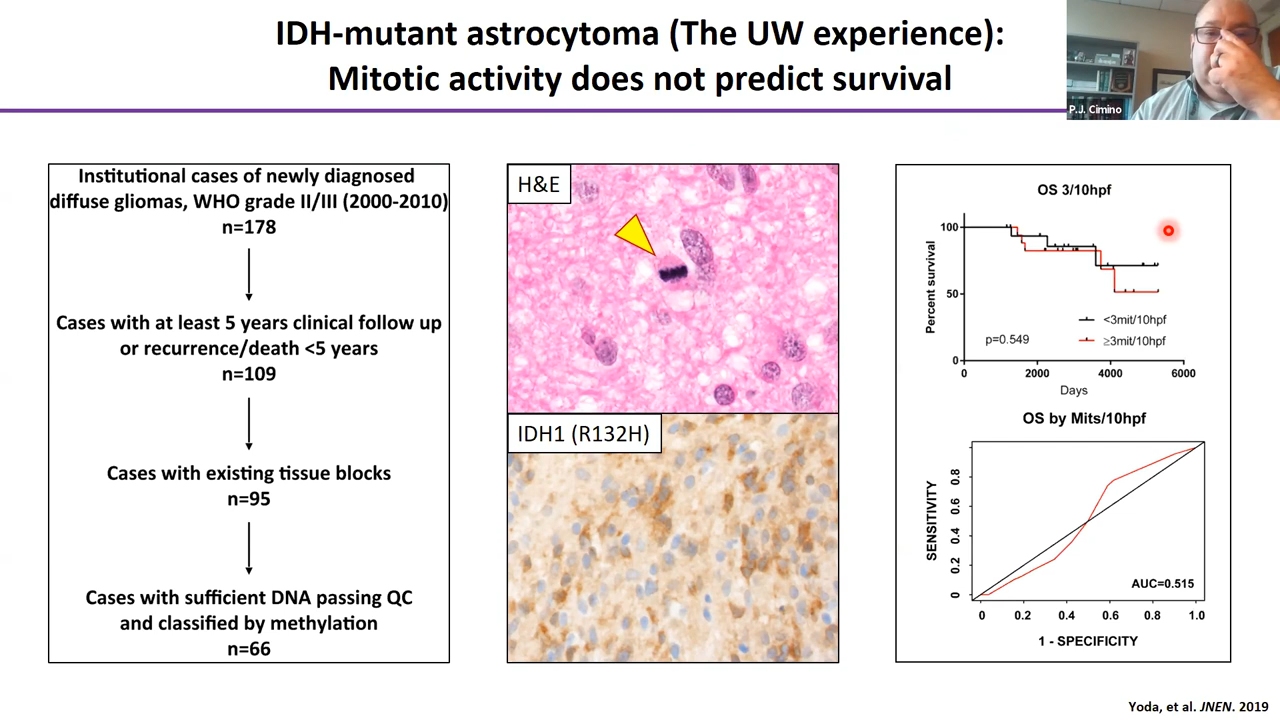 IDH-mutant astrocytoma (The UW experience):
Mitotic activity does not predict survival
P.J. Cimino
Institutional cases of newly diagnosed
diffuse gliomas, WHO grade II/III (2000-2010)
n=178
Cases with at least 5 years clinical follow up
or recurrence/death <5 years
n=109
Cases with existing tissue blocks
n=95
Cases with sufficient DNA passing QC
and classified by methylation
n=66
H&E
IDH1 (R132H)
OS 3/10hpf
Percent survival
100
50
0
<3mit/10hpf
≥3mit/10hpf
p=0.549
0 2000 4000 6000
Days
OS by Mits/10hpf
SENSITIVITY
0.8
0.6
0.4
0.2
0
AUC=0.515
0 0.2 0.4 0.6 0.8 1.0
1 - SPECIFICITY
Yoda, et al. JNEN. 2019